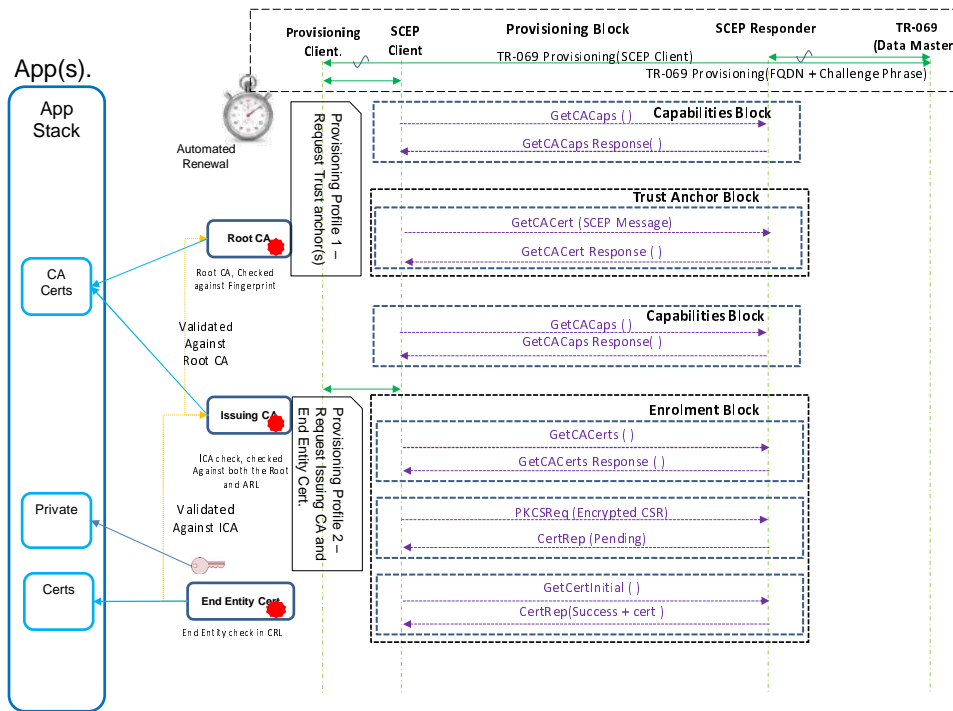 Provisioning
Client.
SCEP
Client
Provisioning Block
SCEP Responder
TR-069
(Data Master
TR-069 Provisioning(SCEP Client)
TR-069 Provisioning(FQDN + Challenge Phrase)
App(s).
App
Stack
Automated
Renewal
Provisioning Profile 1 –
Request Trust anchor(s)
Capabilities Block
GetCACaps ( )
GetCACaps Response( )
Trust Anchor Block
GetCACert (SCEP Message)
GetCACert Response ( )
Root CA
Root CA, Checked
against Fingerprint
CA
Certs
Validated
Against
Root CA
Capabilities Block
GetCACaps ( )
GetCACaps Response( )
Issuing CA
ICA check, checked
Against both the Root
and ARL
Provisioning Profile 2 –
Request Issuing CA and
End Entity Cert.
Enrolment Block
GetCACerts ( )
GetCACerts Response ( )
Private
Validated
Against ICA
PKCSReq (Encrypted CSR)
CertRep (Pending)
Certs
End Entity Cert
End Entity check in CRL
GetCertInitial ( )
CertRep(Success + cert )